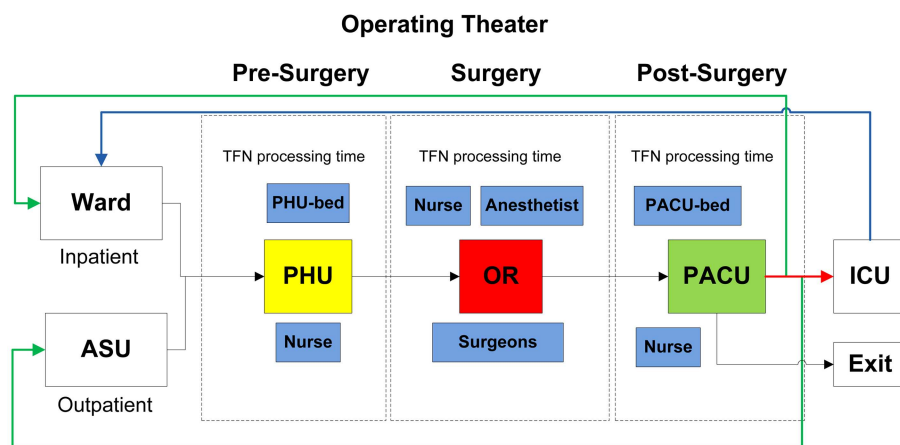 Operating Theater
Pre-Surgery
Surgery
Post-Surgery
TFN processing time
TFN processing time
TFN processing time
Ward
PHU-bed
Nurse
Anesthetist
PACU-bed
Inpatient
PHU
OR
PACU
ICU
ASU
Nurse
Surgeons
Nurse
Exit
Outpatient